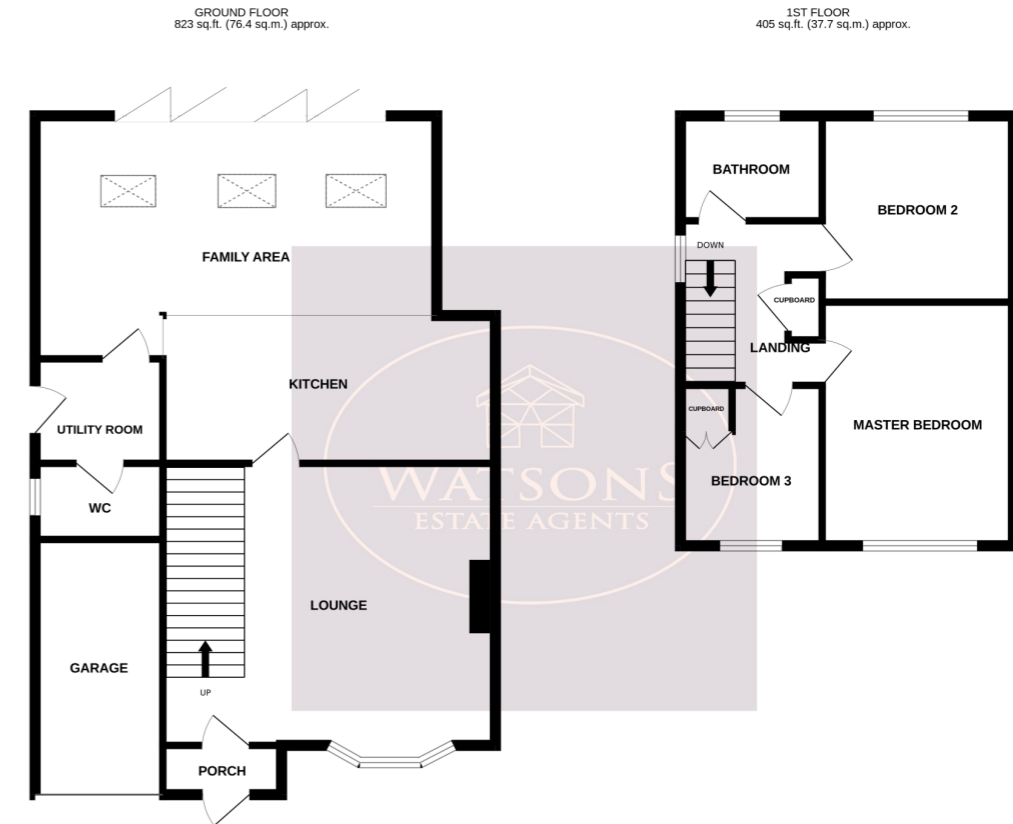 GROUND FLOOR
823 sq.ft. (76.4 sq.m.) approx.
1ST FLOOR
405 sq.ft. (37.7 sq.m.) approx.
BATHROOM
BEDROOM 2
DOWN
FAMILY AREA
CUPBOARD
LANDING
KITCHEN
CUPBOARD
MASTER BEDROOM
UTILITY ROOM
BEDROOM 3
WATSONS
ESTATE AGENTS
WC
LOUNGE
GARAGE
UP
PORCH